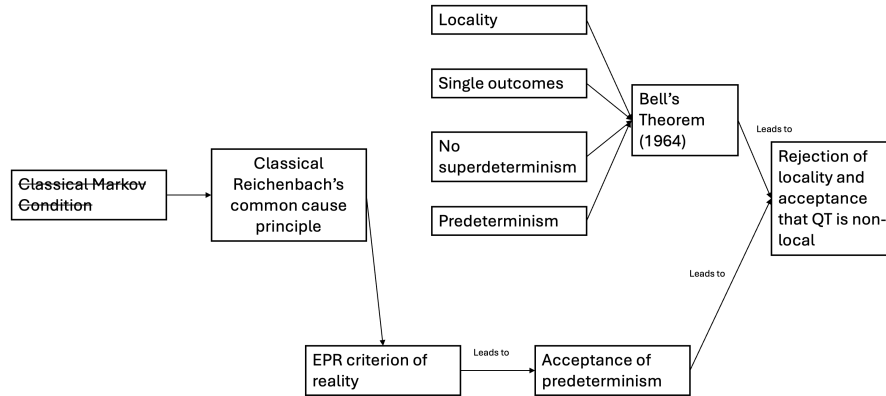 Locality
Single outcomes
No
superdeterminism
Predeterminism
Bell's
Theorem
(1964)
Leads to
Rejection of
locality and
acceptance
that QT is non-
local
Classical Markov
Condition
Classical
Reichenbach's
common cause
principle
Leads to
EPR criterion of
reality
Leads to
Acceptance of
predeterminism